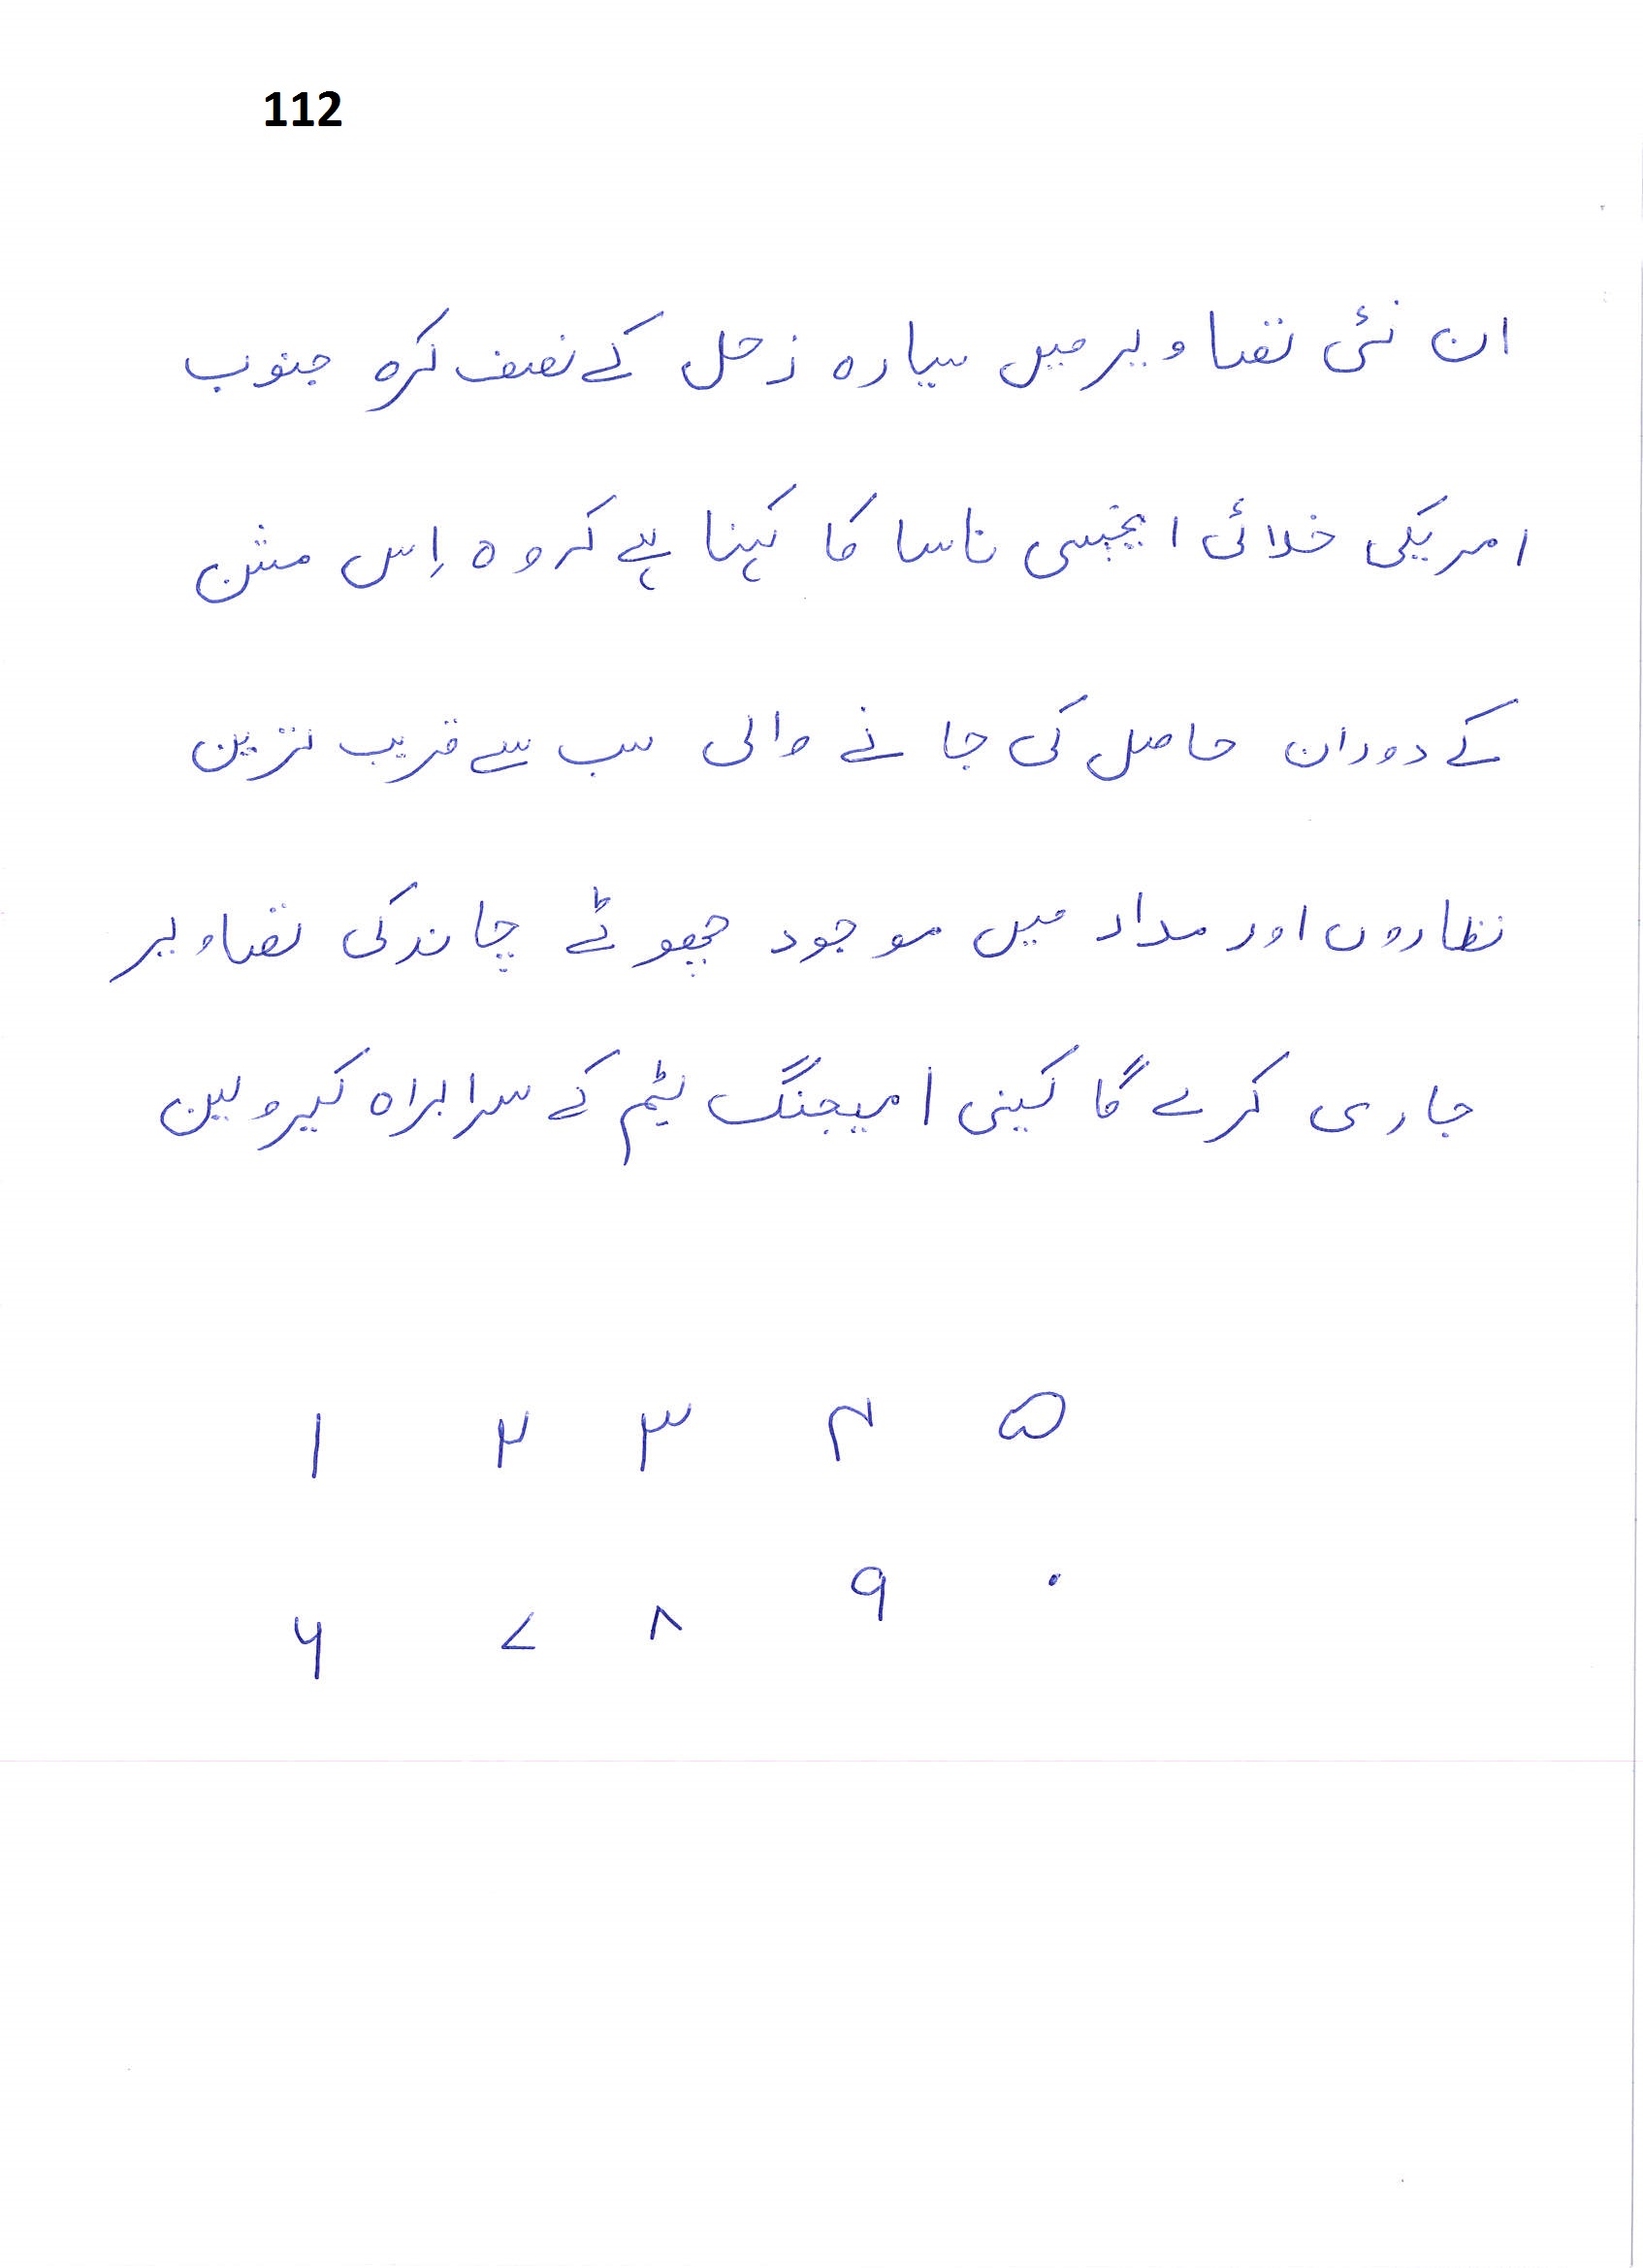 112
ان نئی تصاویر میں سیارہ زحل کے نصف کرہ جنوب
امریکی خلائی ایجنسی ناسا کا کہنا ہے کہ وہ اِس مشن
کے دوران حاصل کی جانے والی سب سے قریب ترین
نظاروں اور مداد میں موجود چھوٹے چاند کی تصاویر
جاری کرے گا کینی امیجنگ ٹیم کے سرابراہ کیرولین
۱ ۲ ۳ ۴ ۵
۶ ۷ ۸ ۹ ۰